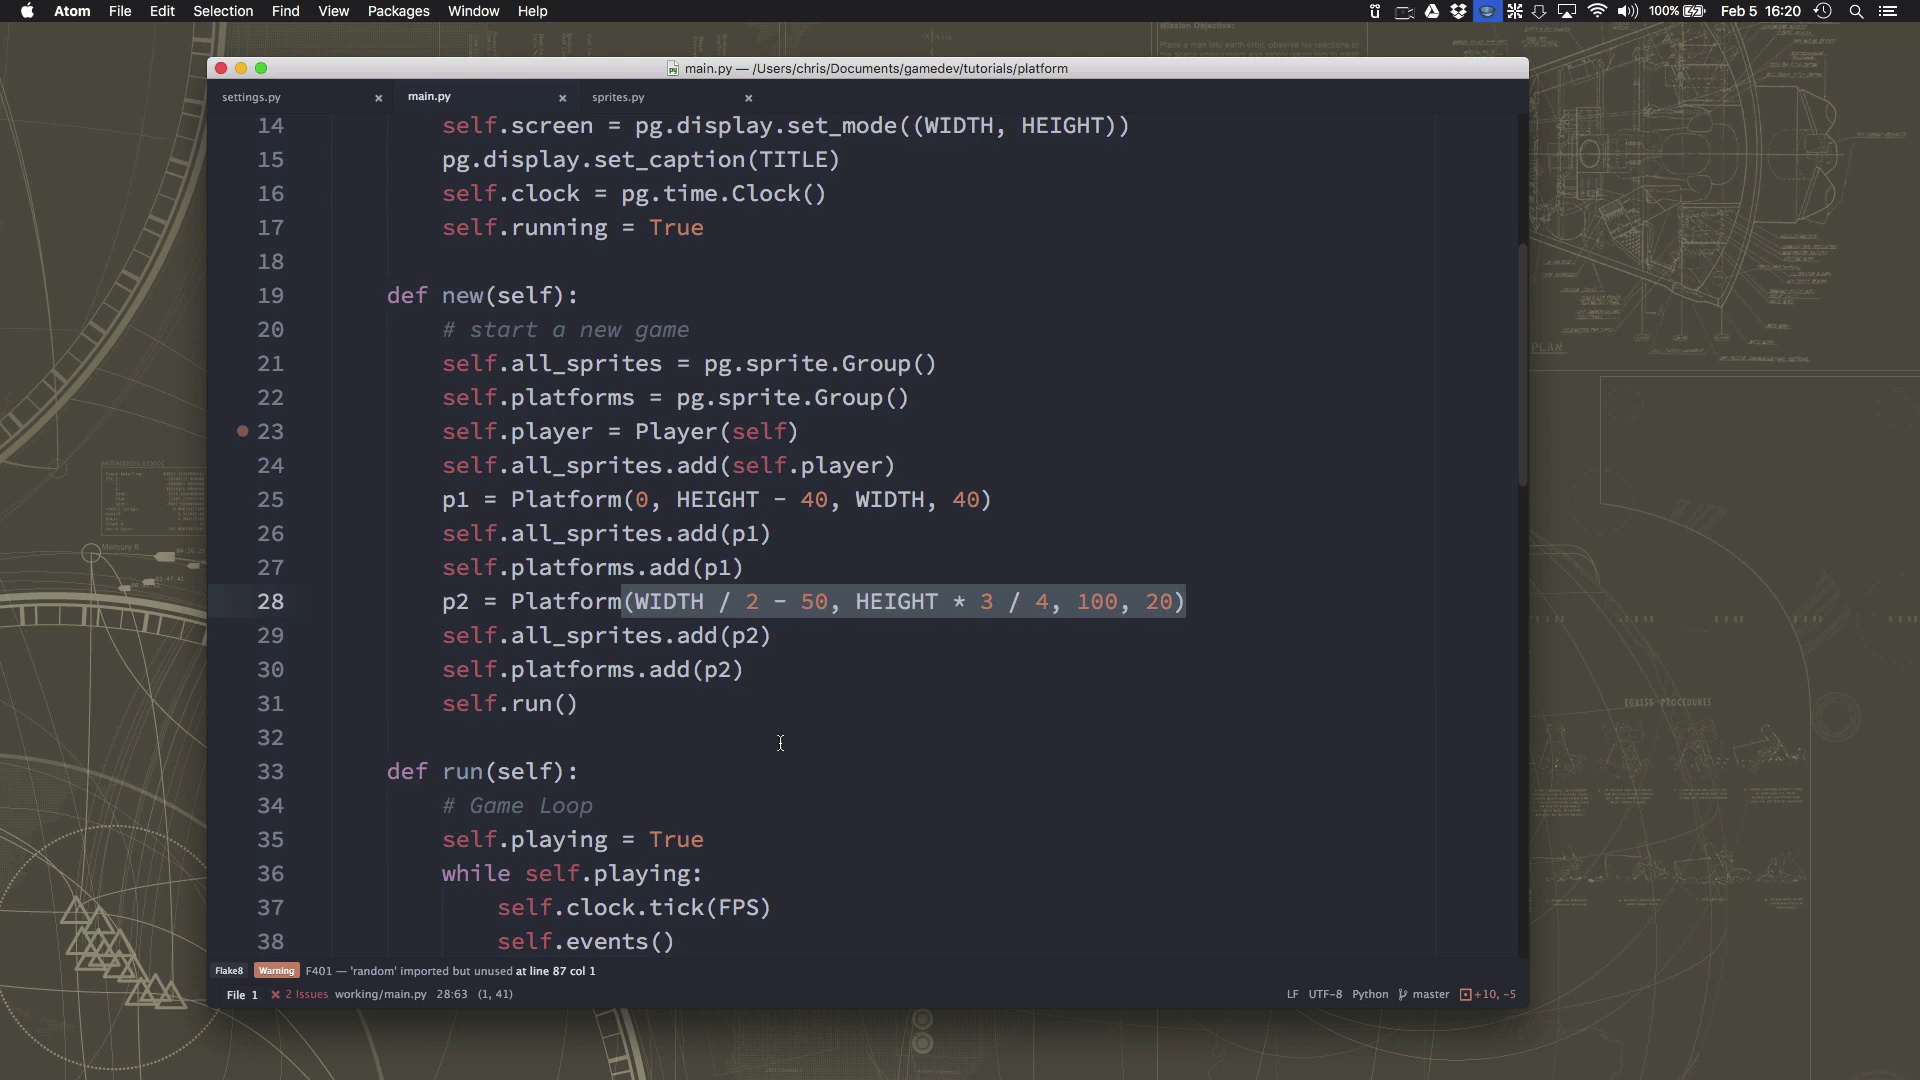 Atom File Edit Selection Find View Packages Window Help
100% Feb 5 16:20
main.py — /Users/chris/Documents/gamedev/tutorials/platform
settings.py × main.py × sprites.py ×
14 self.screen = pg.display.set_mode((WIDTH, HEIGHT))
15 pg.display.set_caption(TITLE)
16 self.clock = pg.time.Clock()
17 self.running = True
18
19 def new(self):
20 # start a new game
21 self.all_sprites = pg.sprite.Group()
22 self.platforms = pg.sprite.Group()
23 self.player = Player(self)
24 self.all_sprites.add(self.player)
25 p1 = Platform(0, HEIGHT - 40, WIDTH, 40)
26 self.all_sprites.add(p1)
27 self.platforms.add(p1)
28 p2 = Platform(WIDTH / 2 - 50, HEIGHT * 3 / 4, 100, 20)
29 self.all_sprites.add(p2)
30 self.platforms.add(p2)
31 self.run()
32
33 def run(self):
34 # Game Loop
35 self.playing = True
36 while self.playing:
37 self.clock.tick(FPS)
38 self.events()
Flake8 Warning F401 — 'random' imported but unused at line 87 col 1
File 1 2 Issues working/main.py 28:63 (1, 41) LF UTF-8 Python master +10, -5
Mission Objective:
PLAN
Mercury 6
EGRESS PROCEDURES